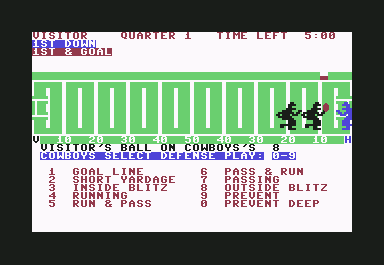 VISITOR QUARTER 1 TIME LEFT 5:00
1ST DOWN
1ST & GOAL
V 10 20 30 40 50 40 30 20 10 H
VISITOR'S BALL ON COWBOYS'S 8
COWBOYS SELECT DEFENSE PLAY: 0-9
1 GOAL LINE 6 PASS & RUN
2 SHORT YARDAGE 7 PASSING
3 INSIDE BLITZ 8 OUTSIDE BLITZ
4 RUNNING 9 PREVENT
5 RUN & PASS 0 PREVENT DEEP